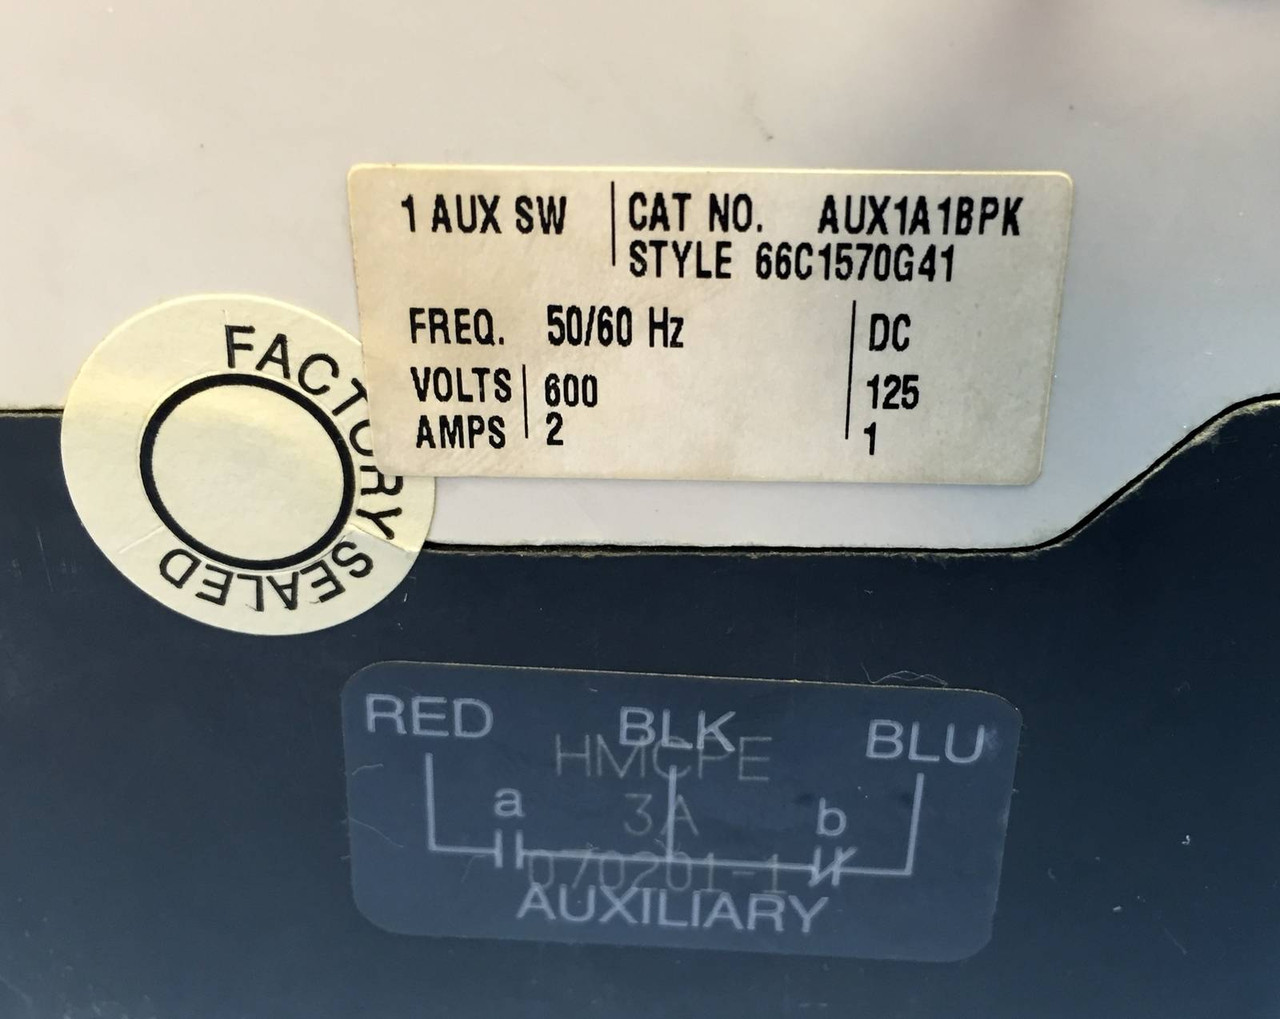 1 AUX SW
CAT NO. AUX1A1BPK
STYLE 66C1570G41
FREQ. 50/60 Hz
DC
VOLTS 600
125
AMPS 2
1
FACTORY SEALED
RED BLK BLU
HMCPE
a 3A b
070201-1
AUXILIARY